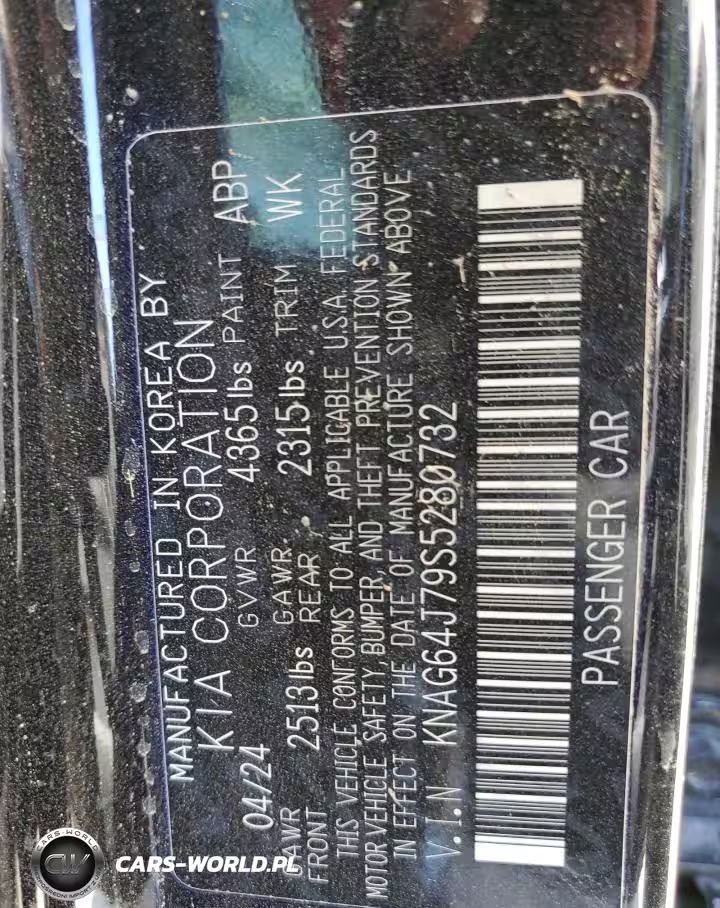 MANUFACTURED IN KOREA BY
KIA CORPORATION
04/24 GVWR 4365lbs PAINT ABP
GAWR FRONT 2513lbs GAWR REAR 2315lbs TRIM WK
THIS VEHICLE CONFORMS TO ALL APPLICABLE U.S.A. FEDERAL
MOTOR VEHICLE SAFETY, BUMPER, AND THEFT PREVENTION STANDARDS
IN EFFECT ON THE DATE OF MANUFACTURE SHOWN ABOVE
V.I.N KNAG64J79S5280732
PASSENGER CAR
CARS-WORLD.PL